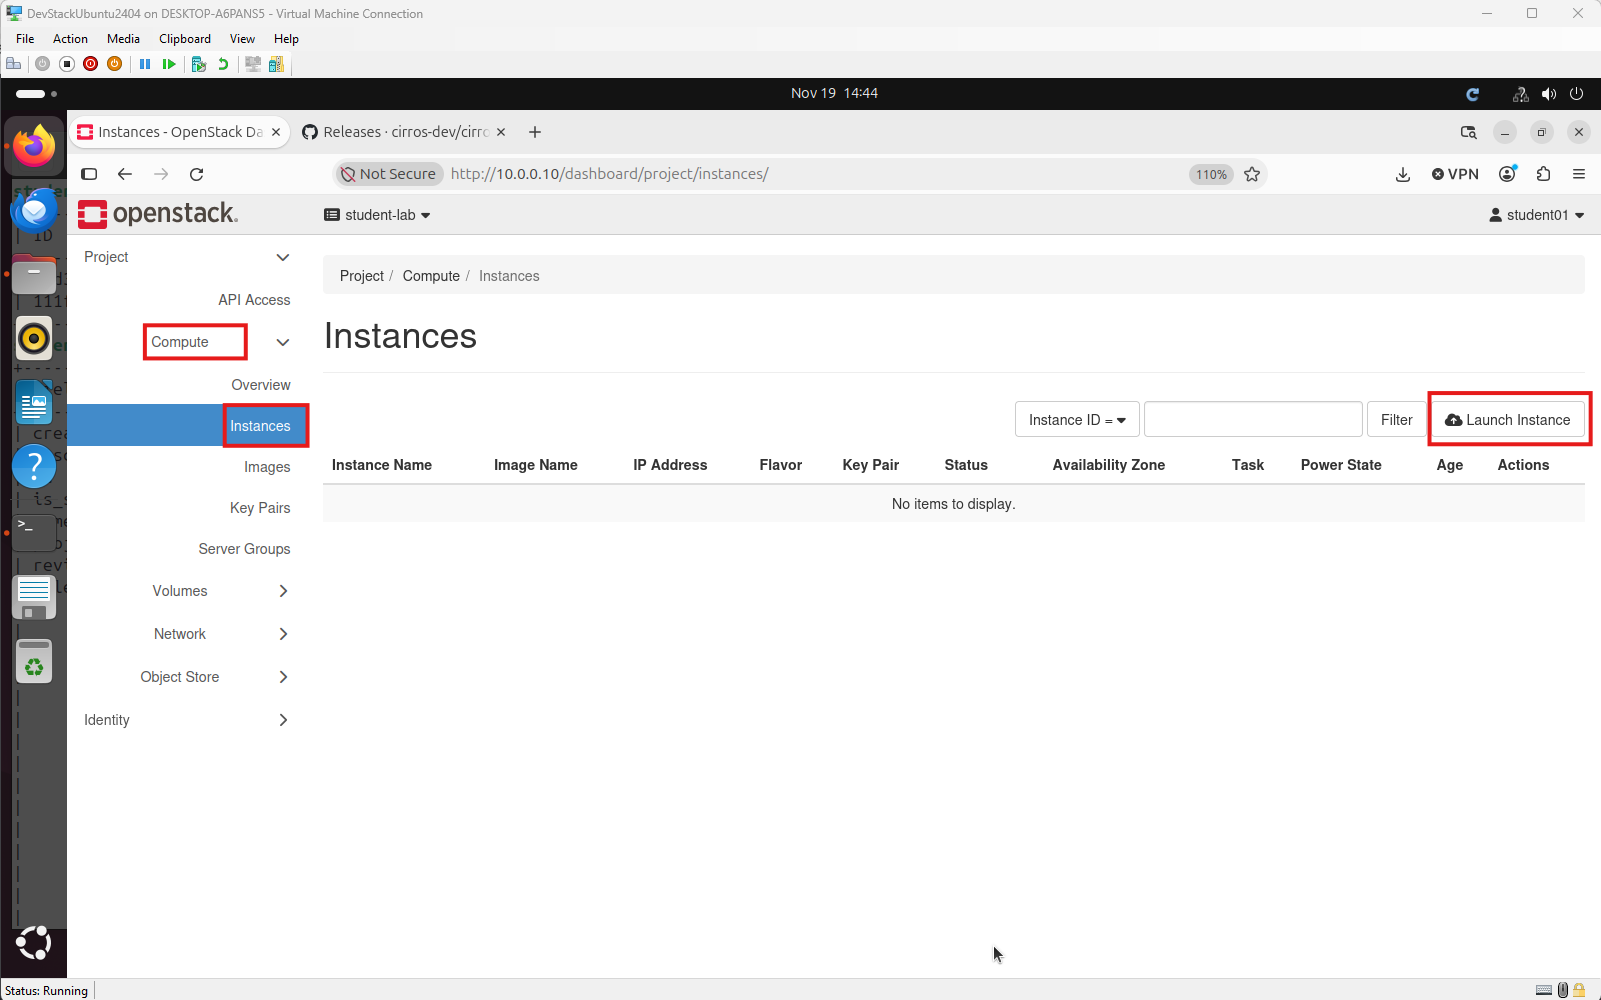 DevStackUbuntu2404 on DESKTOP-A6PANS5 - Virtual Machine Connection
File Action Media Clipboard View Help
Nov 19 14:44
Instances - OpenStack Da
Releases · cirros-dev/cirro
Not Secure http://10.0.0.10/dashboard/project/instances/ 110% VPN
openstack. student-lab student01
Project
API Access
Compute
Overview
Instances
Images
Key Pairs
Server Groups
Volumes
Network
Object Store
Identity
Project / Compute / Instances
Instances
Instance ID = Filter Launch Instance
Instance Name Image Name IP Address Flavor Key Pair Status Availability Zone Task Power State Age Actions
No items to display.
ID
is_s
revi
Status: Running